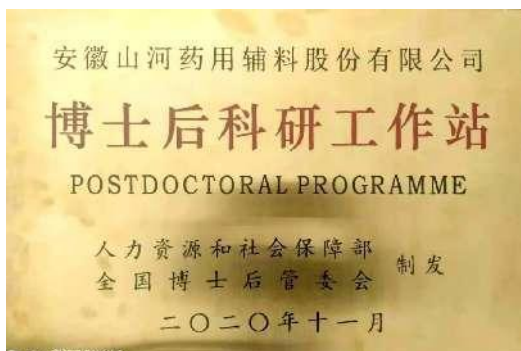 安徽山河药用辅料股份有限公司
博士后科研工作站
POSTDOCTORAL PROGRAMME
人力资源和社会保障部
全国博士后管委会
制发
二〇二〇年十一月